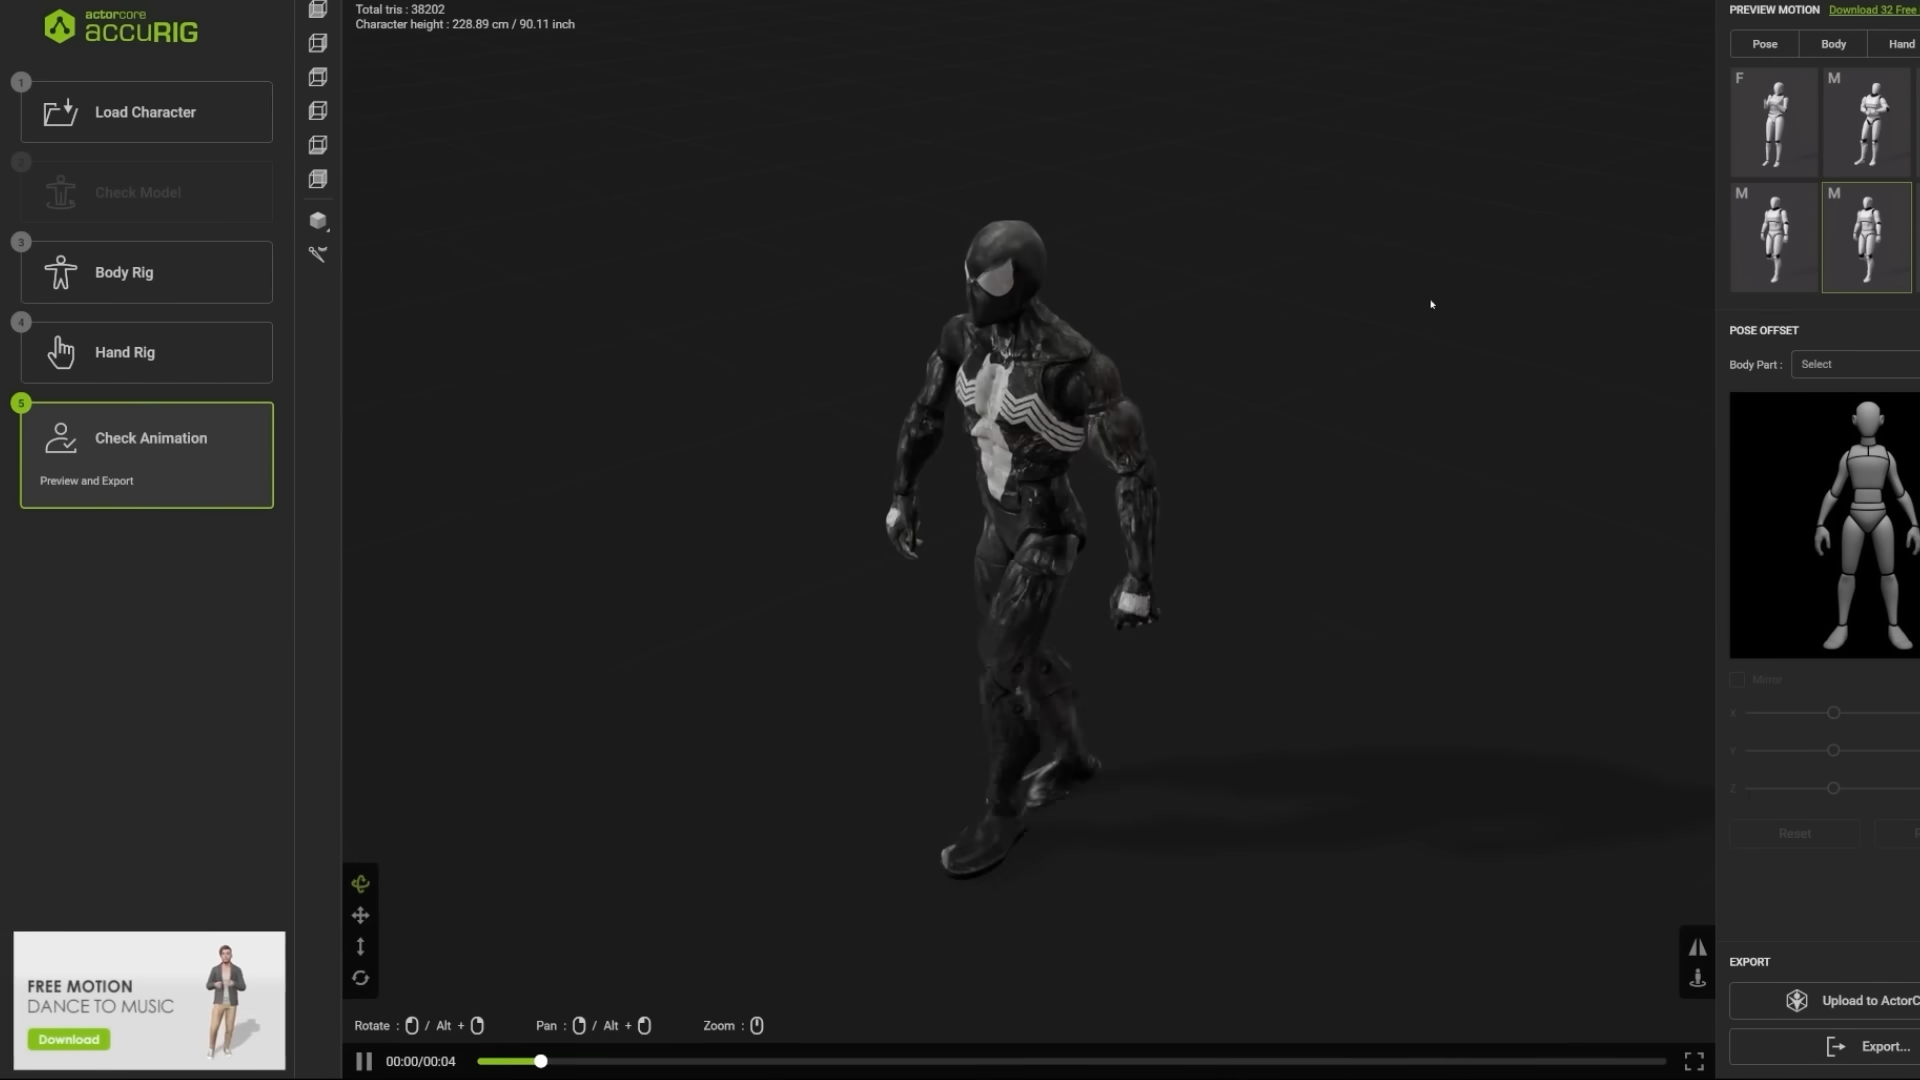 actorcore
accuRIG
1
Load Character
2
Check Model
3
Body Rig
4
Hand Rig
5
Check Animation
Preview and Export
FREE MOTION
DANCE TO MUSIC
Download
Total tris : 38202
Character height : 228.89 cm / 90.11 inch
Rotate : / Alt +
Pan : / Alt +
Zoom :
00:00/00:04
PREVIEW MOTION Download 32 Free
Pose Body Hand
F M
M M
POSE OFFSET
Body Part : Select
Mirror
X
Y
Z
Reset
EXPORT
Upload to ActorC
Export...